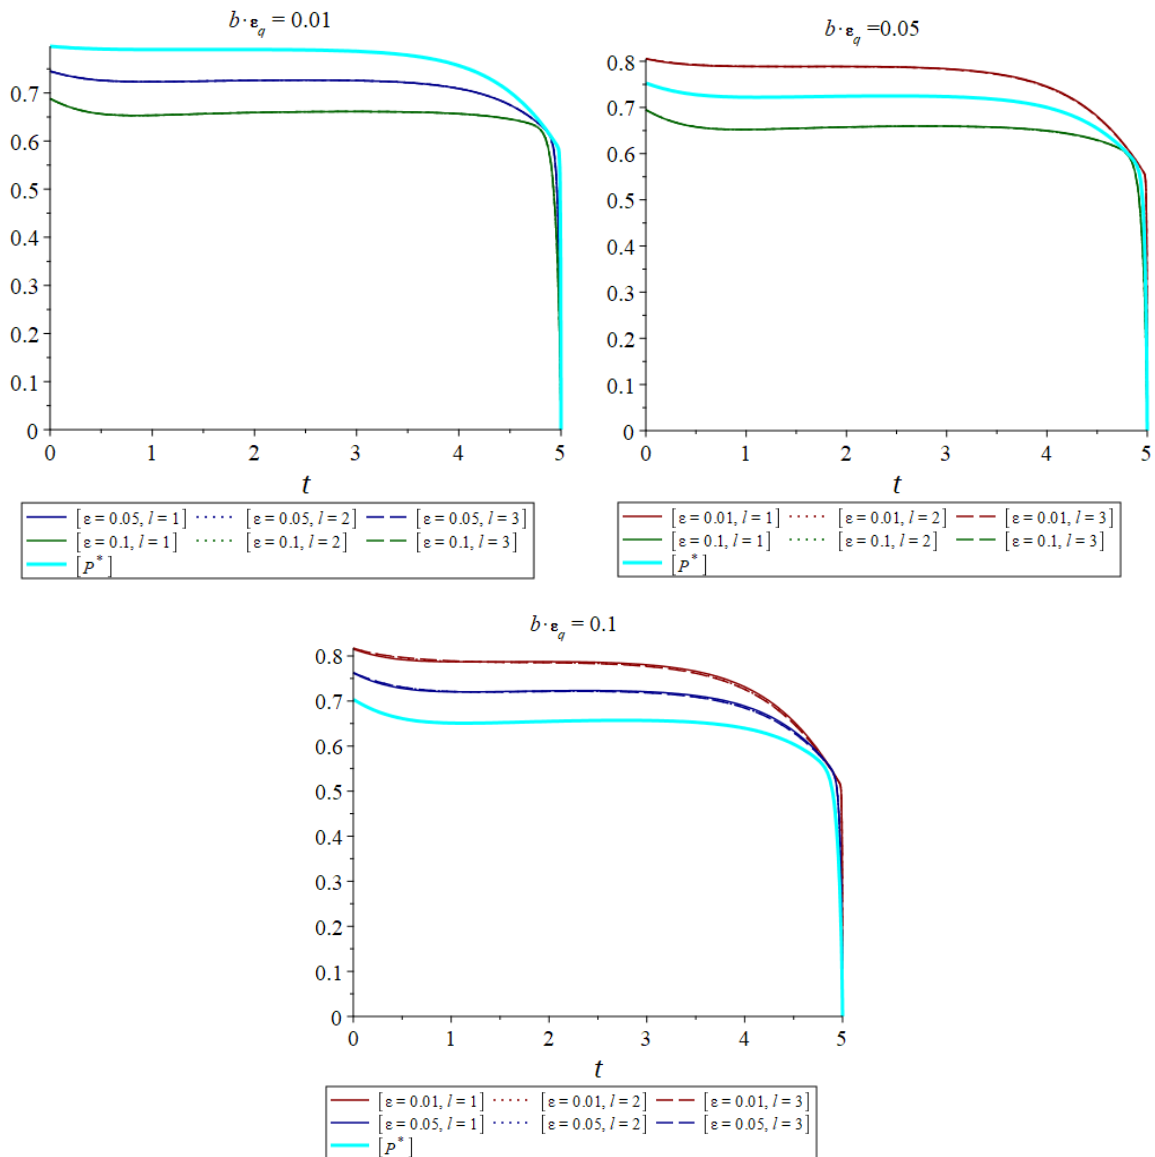 b·ε_q = 0.01
0.7
0.6
0.5
0.4
0.3
0.2
0.1
0
0 1 2 3 4 5
t
[ε = 0.05, l = 1] [ε = 0.05, l = 2] [ε = 0.05, l = 3]
[ε = 0.1, l = 1] [ε = 0.1, l = 2] [ε = 0.1, l = 3]
[P*]
b·ε_q =0.05
0.8
0.7
0.6
0.5
0.4
0.3
0.2
0.1
0
0 1 2 3 4 5
t
[ε = 0.01, l = 1] [ε = 0.01, l = 2] [ε = 0.01, l = 3]
[ε = 0.1, l = 1] [ε = 0.1, l = 2] [ε = 0.1, l = 3]
[P*]
b·ε_q = 0.1
0.8
0.7
0.6
0.5
0.4
0.3
0.2
0.1
0
0 1 2 3 4 5
t
[ε = 0.01, l = 1] [ε = 0.01, l = 2] [ε = 0.01, l = 3]
[ε = 0.05, l = 1] [ε = 0.05, l = 2] [ε = 0.05, l = 3]
[P*]